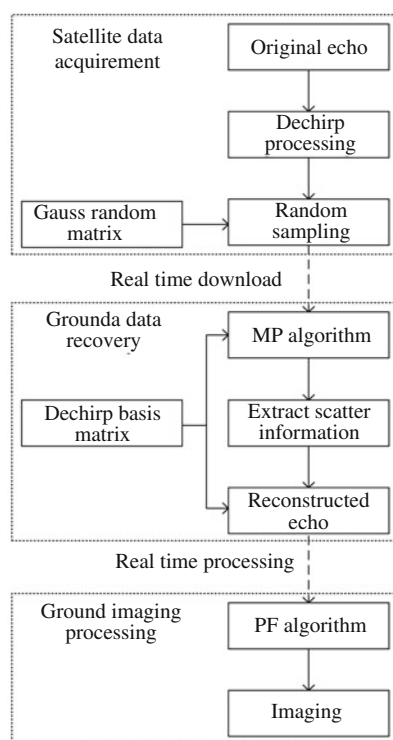 Satellite data
acquirement
Original echo
Dechirp
processing
Gauss random
matrix
Random
sampling
Real time download
Grounda data
recovery
MP algorithm
Dechirp basis
matrix
Extract scatter
information
Reconstructed
echo
Real time processing
Ground imaging
processing
PF algorithm
Imaging